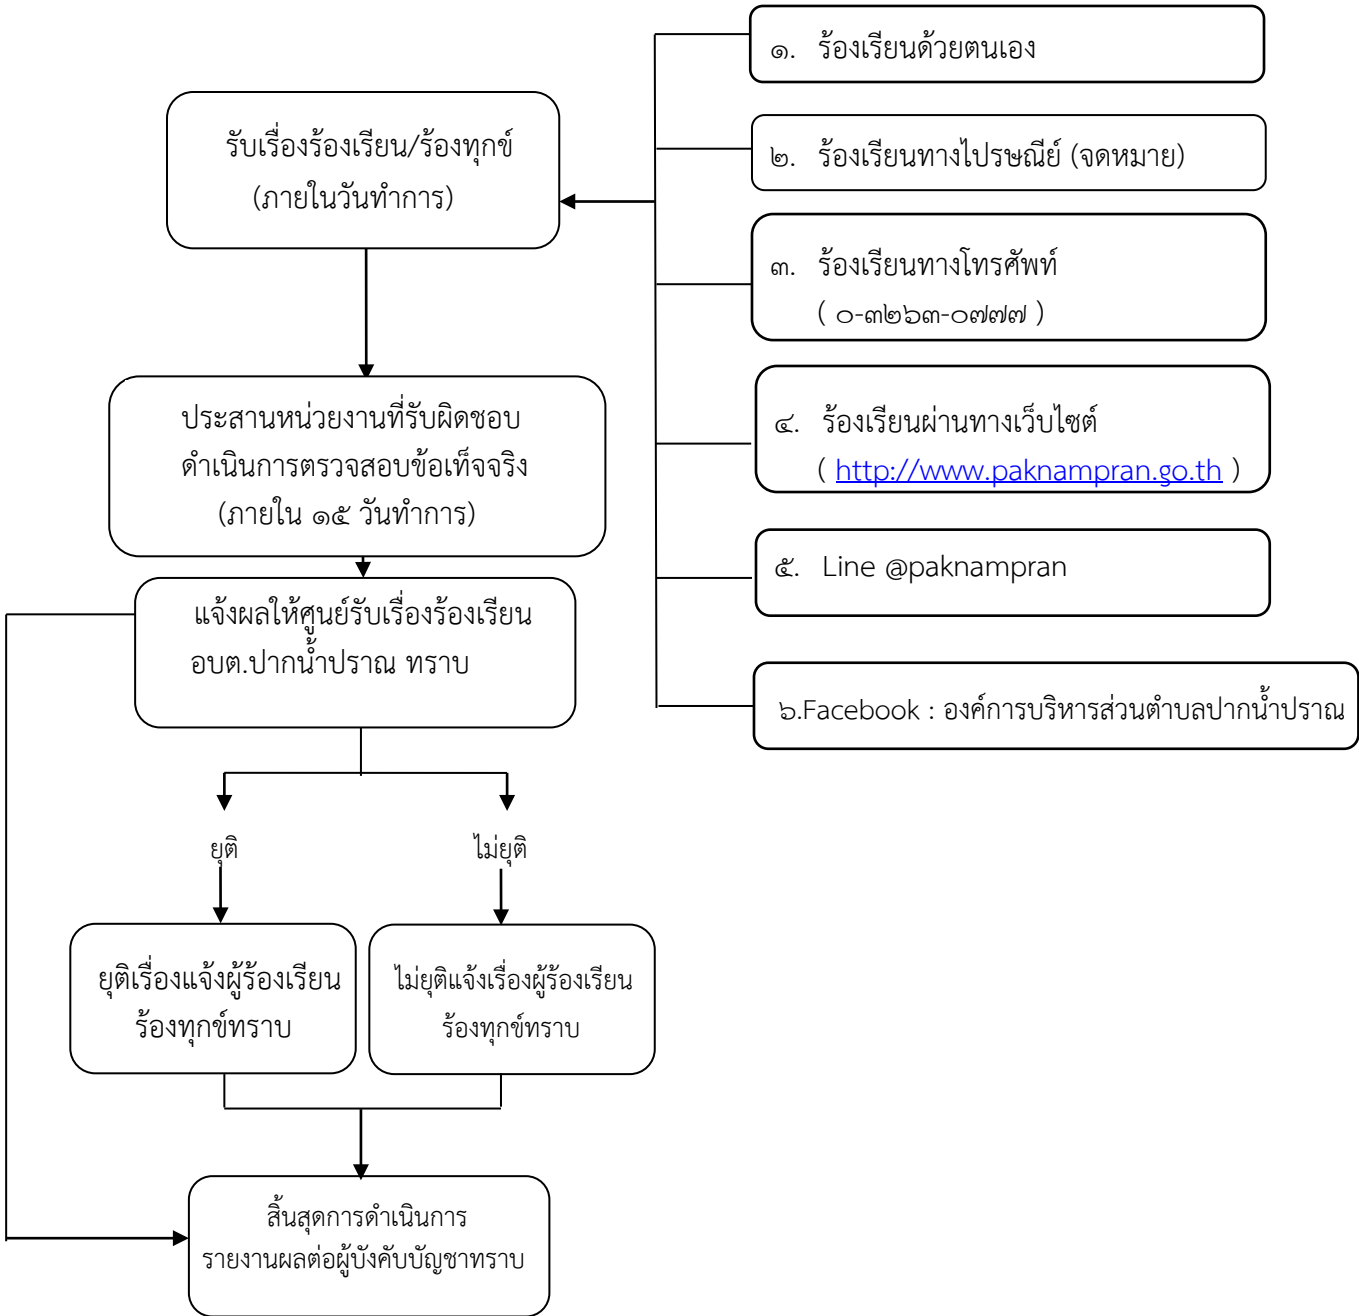 ๑. ร้องเรียนด้วยตนเอง
รับเรื่องร้องเรียน/ร้องทุกข์
(ภายในวันทำการ)
๒. ร้องเรียนทางไปรษณีย์ (จดหมาย)
๓. ร้องเรียนทางโทรศัพท์
( ๐-๓๒๖๓-๐๗๗๗ )
ประสานหน่วยงานที่รับผิดชอบ
ดำเนินการตรวจสอบข้อเท็จจริง
(ภายใน ๑๕ วันทำการ)
๔. ร้องเรียนผ่านทางเว็บไซต์
( http://www.paknampran.go.th )
๕. Line @paknampran
แจ้งผลให้ศูนย์รับเรื่องร้องเรียน
อบต.ปากน้ำปราณ ทราบ
๖.Facebook : องค์การบริหารส่วนตำบลปากน้ำปราณ
ยุติ
ไม่ยุติ
ยุติเรื่องแจ้งผู้ร้องเรียน
ร้องทุกข์ทราบ
ไม่ยุติแจ้งเรื่องผู้ร้องเรียน
ร้องทุกข์ทราบ
สิ้นสุดการดำเนินการ
รายงานผลต่อผู้บังคับบัญชาทราบ